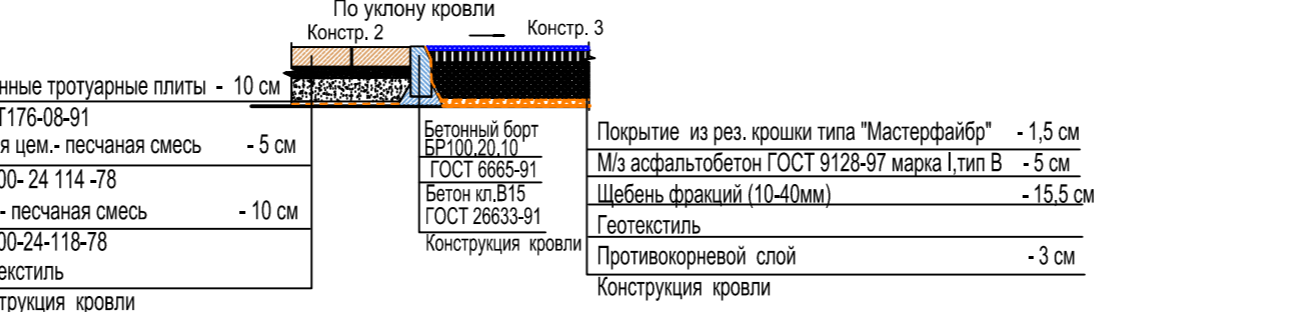 По уклону кровли
Констр. 2
Констр. 3
нные тротуарные плиты - 10 см
Т176-08-91
я цем.- песчаная смесь - 5 см
00- 24 114 -78
- песчаная смесь - 10 см
00-24-118-78
екстиль
трукция кровли
Бетонный борт
БР100.20.10
ГОСТ 6665-91
Бетон кл.В15
ГОСТ 26633-91
Конструкция кровли
Покрытие из рез. крошки типа "Мастерфайбр" - 1,5 см
М/з асфальтобетон ГОСТ 9128-97 марка I,тип В - 5 см
Щебень фракций (10-40мм) - 15,5 см
Геотекстиль
Противокорневой слой - 3 см
Конструкция кровли